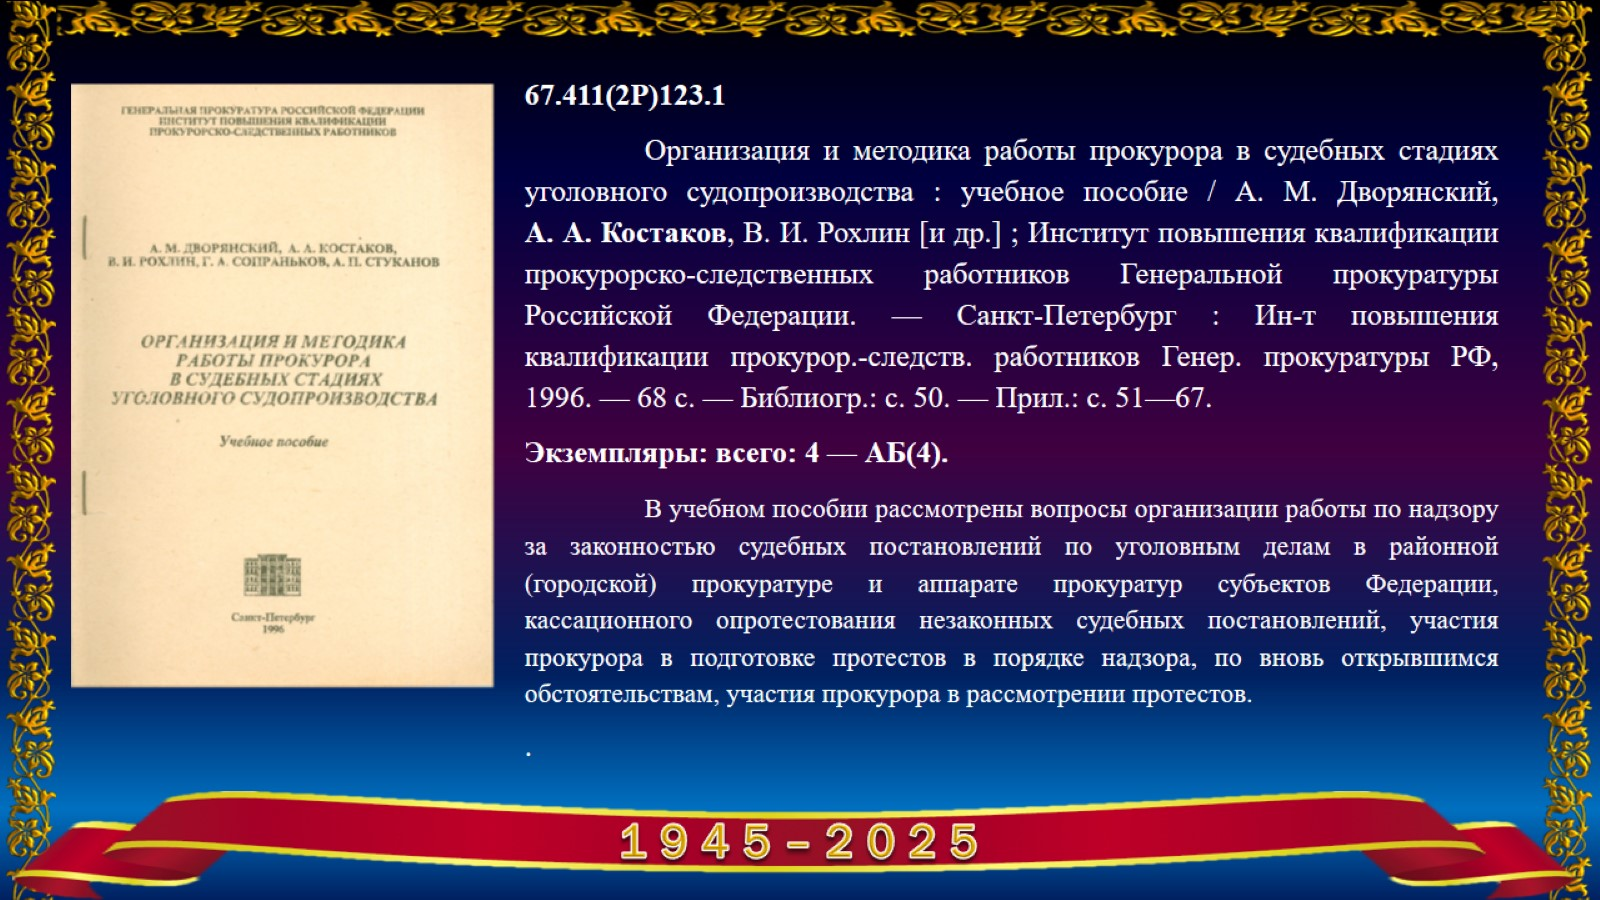 ГЕНЕРАЛЬНАЯ ПРОКУРАТУРА РОССИЙСКОЙ ФЕДЕРАЦИИ
ИНСТИТУТ ПОВЫШЕНИЯ КВАЛИФИКАЦИИ
ПРОКУРОРСКО-СЛЕДСТВЕННЫХ РАБОТНИКОВ
А. М. ДВОРЯНСКИЙ, А. А. КОСТАКОВ,
В. И. РОХЛИН, Г. А. СОПРАНЬКОВ, А. П. СТУКАНОВ
ОРГАНИЗАЦИЯ И МЕТОДИКА
РАБОТЫ ПРОКУРОРА
В СУДЕБНЫХ СТАДИЯХ
УГОЛОВНОГО СУДОПРОИЗВОДСТВА
Учебное пособие
Санкт-Петербург
1996
67.411(2Р)123.1
Организация и методика работы прокурора в судебных стадиях
уголовного судопроизводства : учебное пособие / А. М. Дворянский,
А. А. Костаков, В. И. Рохлин [и др.] ; Институт повышения квалификации
прокурорско-следственных работников Генеральной прокуратуры
Российской Федерации. — Санкт-Петербург : Ин-т повышения
квалификации прокурор.-следств. работников Генер. прокуратуры РФ,
1996. — 68 с. — Библиогр.: с. 50. — Прил.: с. 51—67.
Экземпляры: всего: 4 — АБ(4).
В учебном пособии рассмотрены вопросы организации работы по надзору
за законностью судебных постановлений по уголовным делам в районной
(городской) прокуратуре и аппарате прокуратур субъектов Федерации,
кассационного опротестования незаконных судебных постановлений, участия
прокурора в подготовке протестов в порядке надзора, по вновь открывшимся
обстоятельствам, участия прокурора в рассмотрении протестов.
.
1945–2025